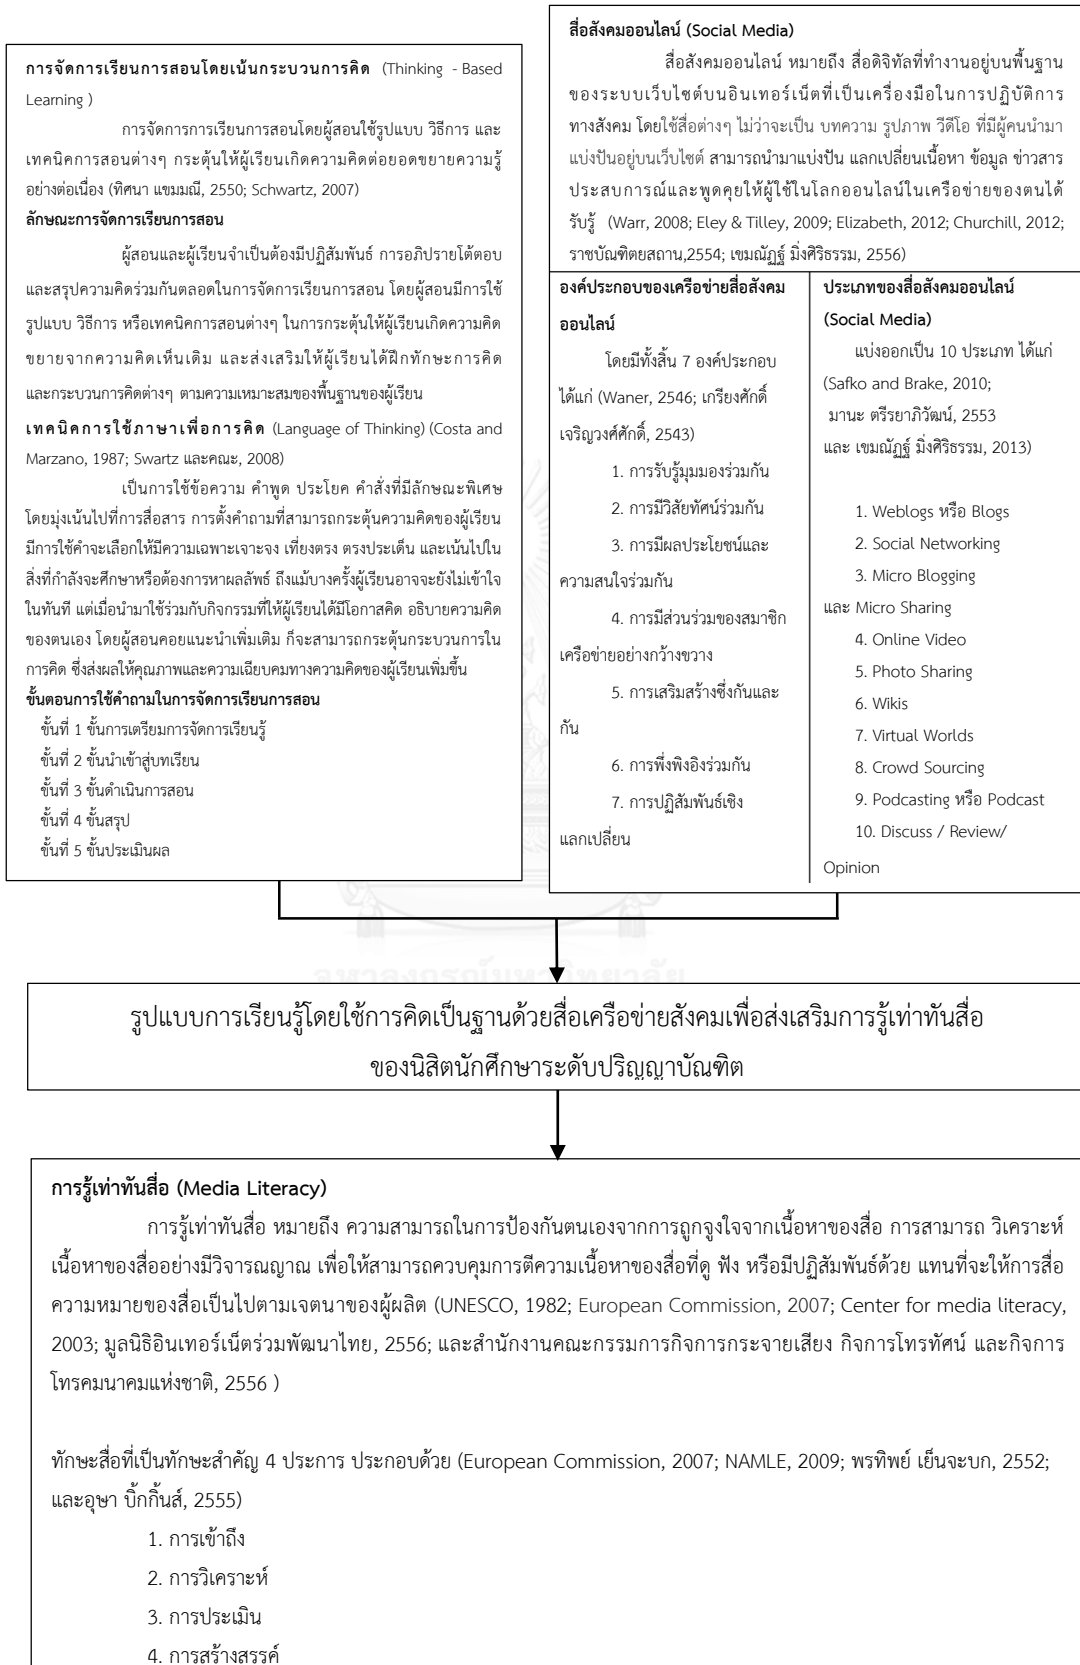 การจัดการเรียนการสอนโดยเน้นกระบวนการคิด (Thinking - Based
Learning )
การจัดการการเรียนการสอนโดยผู้สอนใช้รูปแบบ วิธีการ และ
เทคนิคการสอนต่างๆ กระตุ้นให้ผู้เรียนเกิดความคิดต่อยอดขยายความรู้
อย่างต่อเนื่อง (ทิศนา แขมมณี, 2550; Schwartz, 2007)
ลักษณะการจัดการเรียนการสอน
ผู้สอนและผู้เรียนจำเป็นต้องมีปฏิสัมพันธ์ การอภิปรายโต้ตอบ
และสรุปความคิดร่วมกันตลอดในการจัดการเรียนการสอน โดยผู้สอนมีการใช้
รูปแบบ วิธีการ หรือเทคนิคการสอนต่างๆ ในการกระตุ้นให้ผู้เรียนเกิดความคิด
ขยายจากความคิดเห็นเดิม และส่งเสริมให้ผู้เรียนได้ฝึกทักษะการคิด
และกระบวนการคิดต่างๆ ตามความเหมาะสมของพื้นฐานของผู้เรียน
เทคนิคการใช้ภาษาเพื่อการคิด (Language of Thinking) (Costa and
Marzano, 1987; Swartz และคณะ, 2008)
เป็นการใช้ข้อความ คำพูด ประโยค คำสั่งที่มีลักษณะพิเศษ
โดยมุ่งเน้นไปที่การสื่อสาร การตั้งคำถามที่สามารถกระตุ้นความคิดของผู้เรียน
มีการใช้คำจะเลือกให้มีความเฉพาะเจาะจง เที่ยงตรง ตรงประเด็น และเน้นไปใน
สิ่งที่กำลังจะศึกษาหรือต้องการหาผลลัพธ์ ถึงแม้บางครั้งผู้เรียนอาจจะยังไม่เข้าใจ
ในทันที แต่เมื่อนำมาใช้ร่วมกับกิจกรรมที่ให้ผู้เรียนได้มีโอกาสคิด อธิบายความคิด
ของตนเอง โดยผู้สอนคอยแนะนำเพิ่มเติม ก็จะสามารถกระตุ้นกระบวนการใน
การคิด ซึ่งส่งผลให้คุณภาพและความเฉียบคมทางความคิดของผู้เรียนเพิ่มขึ้น
ขั้นตอนการใช้คำถามในการจัดการเรียนการสอน
ขั้นที่ 1 ขั้นการเตรียมการจัดการเรียนรู้
ขั้นที่ 2 ขั้นนำเข้าสู่บทเรียน
ขั้นที่ 3 ขั้นดำเนินการสอน
ขั้นที่ 4 ขั้นสรุป
ขั้นที่ 5 ขั้นประเมินผล
สื่อสังคมออนไลน์ (Social Media)
สื่อสังคมออนไลน์ หมายถึง สื่อดิจิทัลที่ทำงานอยู่บนพื้นฐาน
ของระบบเว็บไซต์บนอินเทอร์เน็ตที่เป็นเครื่องมือในการปฏิบัติการ
ทางสังคม โดยใช้สื่อต่างๆ ไม่ว่าจะเป็น บทความ รูปภาพ วีดีโอ ที่มีผู้คนนำมา
แบ่งปันอยู่บนเว็บไซต์ สามารถนำมาแบ่งปัน แลกเปลี่ยนเนื้อหา ข้อมูล ข่าวสาร
ประสบการณ์และพูดคุยให้ผู้ใช้ในโลกออนไลน์ในเครือข่ายของตนได้
รับรู้ (Warr, 2008; Eley & Tilley, 2009; Elizabeth, 2012; Churchill, 2012;
ราชบัณฑิตยสถาน,2554; เขมณัฏฐ์ มิ่งศิริธรรม, 2556)
องค์ประกอบของเครือข่ายสื่อสังคม
ออนไลน์
โดยมีทั้งสิ้น 7 องค์ประกอบ
ได้แก่ (Waner, 2546; เกรียงศักดิ์
เจริญวงศ์ศักดิ์, 2543)
1. การรับรู้มุมมองร่วมกัน
2. การมีวิสัยทัศน์ร่วมกัน
3. การมีผลประโยชน์และ
ความสนใจร่วมกัน
4. การมีส่วนร่วมของสมาชิก
เครือข่ายอย่างกว้างขวาง
5. การเสริมสร้างซึ่งกันและ
กัน
6. การพึ่งพิงอิงร่วมกัน
7. การปฏิสัมพันธ์เชิง
แลกเปลี่ยน
ประเภทของสื่อสังคมออนไลน์
(Social Media)
แบ่งออกเป็น 10 ประเภท ได้แก่
(Safko and Brake, 2010;
มานะ ตรีรยาภิวัฒน์, 2553
และ เขมณัฏฐ์ มิ่งศิริธรรม, 2013)
1. Weblogs หรือ Blogs
2. Social Networking
3. Micro Blogging
และ Micro Sharing
4. Online Video
5. Photo Sharing
6. Wikis
7. Virtual Worlds
8. Crowd Sourcing
9. Podcasting หรือ Podcast
10. Discuss / Review/
Opinion
จุฬาลงกรณ์มหาวิทยาลัย
รูปแบบการเรียนรู้โดยใช้การคิดเป็นฐานด้วยสื่อเครือข่ายสังคมเพื่อส่งเสริมการรู้เท่าทันสื่อ
ของนิสิตนักศึกษาระดับปริญญาบัณฑิต
การรู้เท่าทันสื่อ (Media Literacy)
การรู้เท่าทันสื่อ หมายถึง ความสามารถในการป้องกันตนเองจากการถูกจูงใจจากเนื้อหาของสื่อ การสามารถ วิเคราะห์
เนื้อหาของสื่ออย่างมีวิจารณญาณ เพื่อให้สามารถควบคุมการตีความเนื้อหาของสื่อที่ดู ฟัง หรือมีปฏิสัมพันธ์ด้วย แทนที่จะให้การสื่อ
ความหมายของสื่อเป็นไปตามเจตนาของผู้ผลิต (UNESCO, 1982; European Commission, 2007; Center for media literacy,
2003; มูลนิธิอินเทอร์เน็ตร่วมพัฒนาไทย, 2556; และสำนักงานคณะกรรมการกิจการกระจายเสียง กิจการโทรทัศน์ และกิจการ
โทรคมนาคมแห่งชาติ, 2556 )
ทักษะสื่อที่เป็นทักษะสำคัญ 4 ประการ ประกอบด้วย (European Commission, 2007; NAMLE, 2009; พรทิพย์ เย็นจะบก, 2552;
และอุษา บิ้กกิ้นส์, 2555)
1. การเข้าถึง
2. การวิเคราะห์
3. การประเมิน
4. การสร้างสรรค์